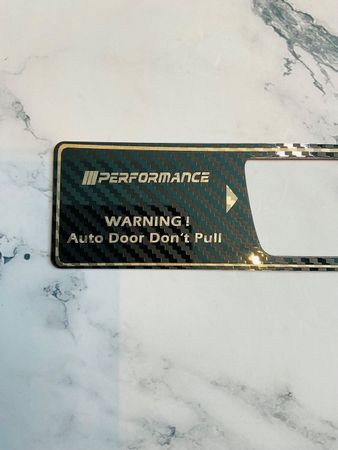 PERFORMANCE
WARNING!
Auto Door Don't Pull